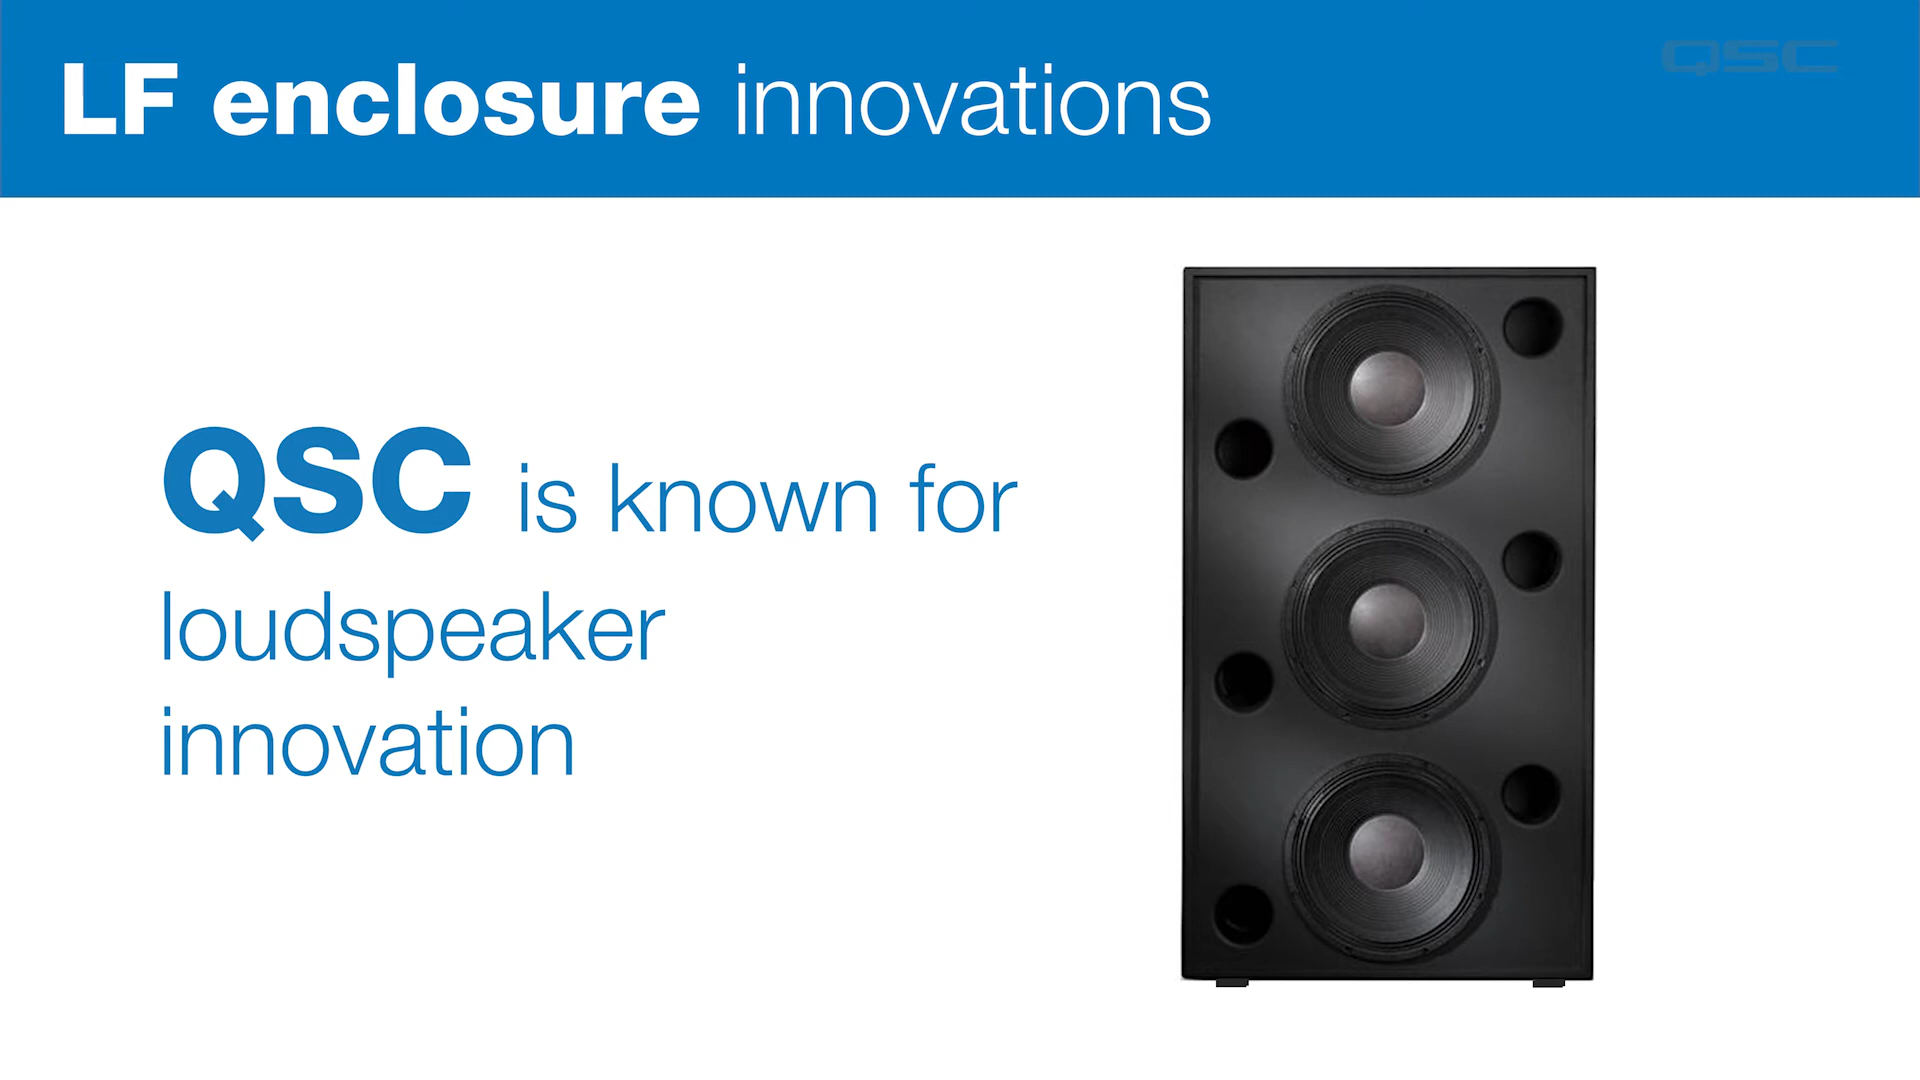 QSC
LF enclosure innovations
QSC is known for
loudspeaker
innovation